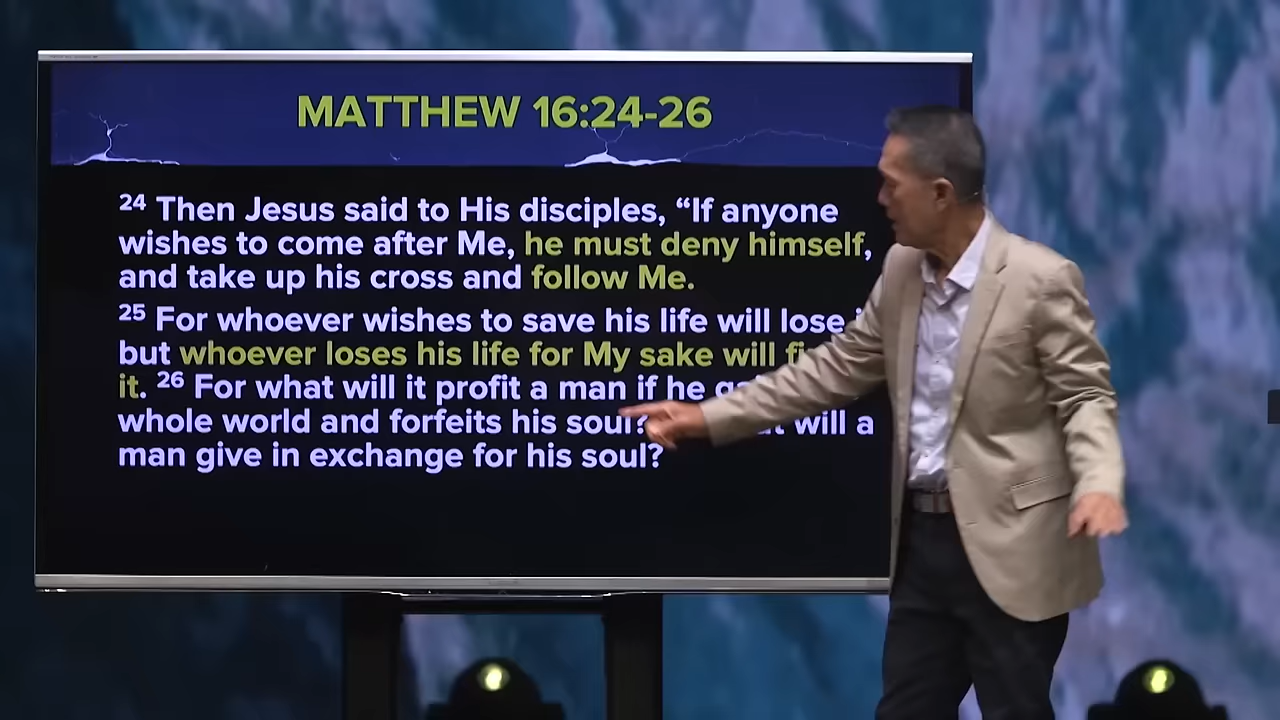 MATTHEW 16:24-26
24 Then Jesus said to His disciples, “If anyone
wishes to come after Me, he must deny himself,
and take up his cross and follow Me.
25 For whoever wishes to save his life will lose
but whoever loses his life for My sake will
it. 26 For what will it profit a man if he
whole world and forfeits his soul? will a
man give in exchange for his soul?